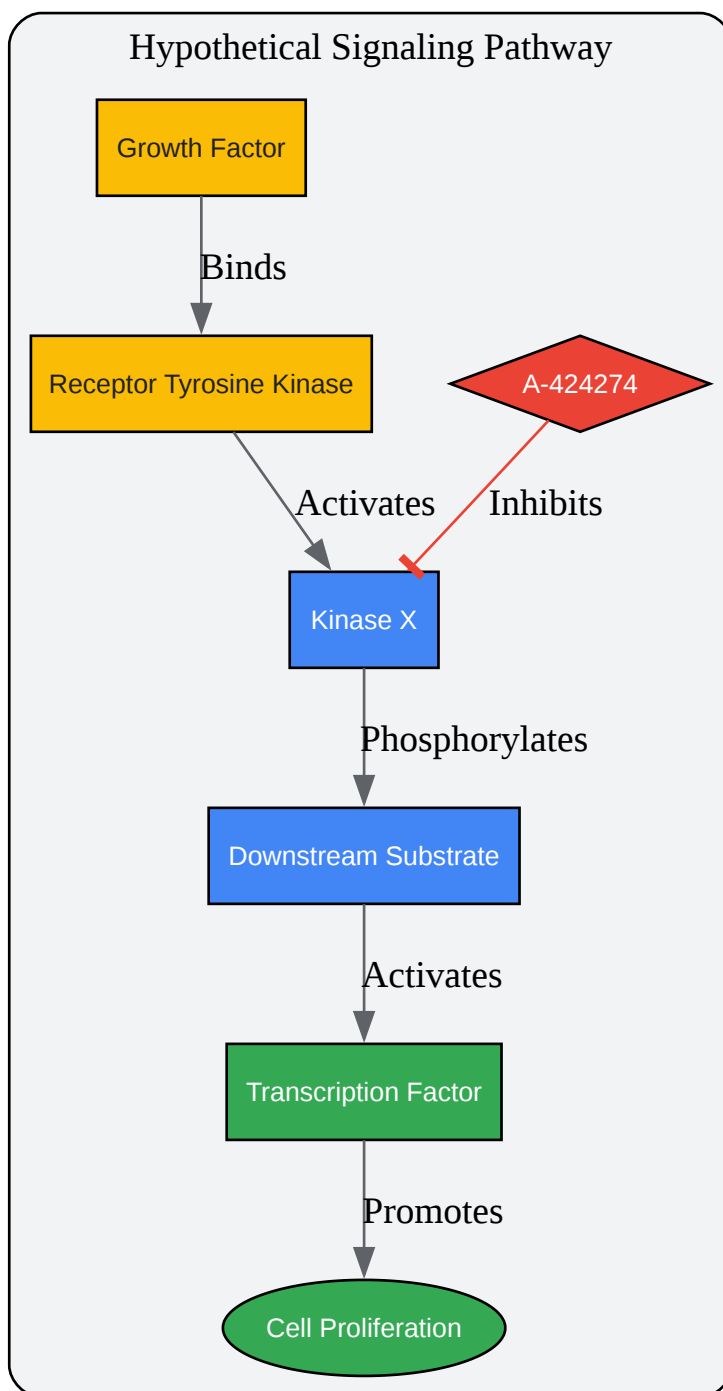 Hypothetical Signaling Pathway
Growth Factor
Binds
Receptor Tyrosine Kinase
A-424274
Activates
Inhibits
Kinase X
Phosphorylates
Downstream Substrate
Activates
Transcription Factor
Promotes
Cell Proliferation